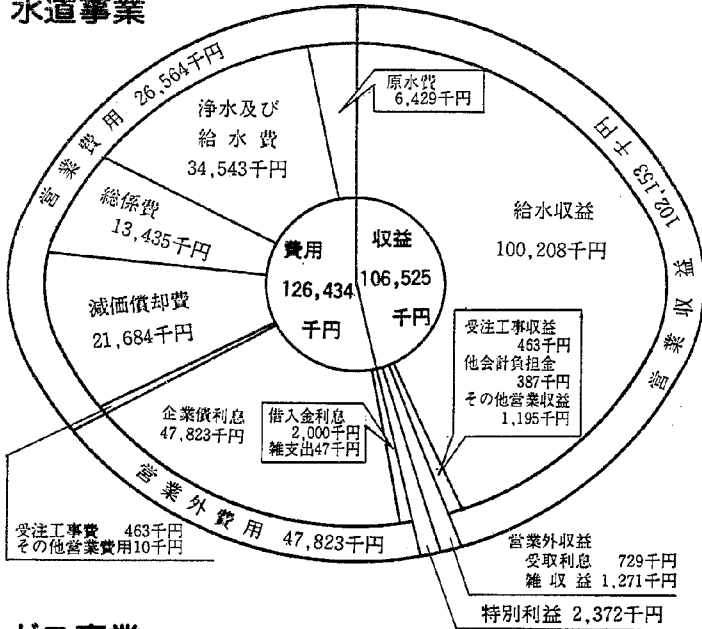 水道事業
営業費用 26,564千円
浄水及び
給水費
34,543千円
原水費
6,429千円
総係費
13,435千円
減価償却費
21,684千円
費用
126,434
千円
収益
106,525
千円
給水収益
100,208千円
営業収益 102,153千円
受注工事収益
463千円
他会計負担金
387千円
その他営業収益
1,195千円
企業債利息
47,823千円
借入金利息
2,000千円
雑支出47千円
営業外費用 47,823千円
受注工事費 463千円
その他営業費用10千円
営業外収益
受取利息 729千円
雑収益 1,271千円
特別利益 2,372千円